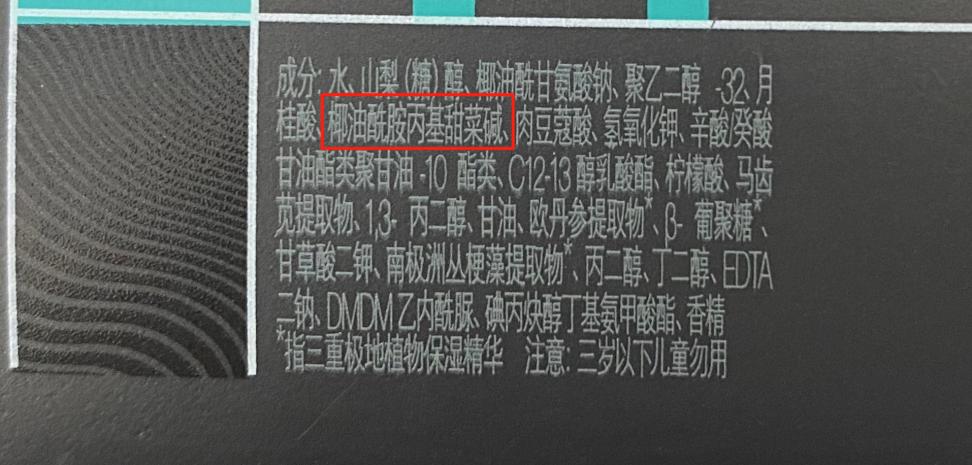 成分: 水、山梨(糖)醇、椰油酰甘氨酸钠、聚乙二醇 -32、月
桂酸、椰油酰胺丙基甜菜碱、肉豆蔻酸、氢氧化钾、辛酸/癸酸
甘油酯类聚甘油 -10 酯类、C12-13 醇乳酸酯、柠檬酸、马齿
苋提取物、1,3- 丙二醇、甘油、欧丹参提取物*、β- 葡聚糖*、
甘草酸二钾、南极洲丛梗藻提取物*、丙二醇、丁二醇、EDTA
二钠、DMDM 乙内酰脲、碘丙炔醇丁基氨甲酸酯、香精
*指三重极地植物保湿精华 注意: 三岁以下儿童勿用